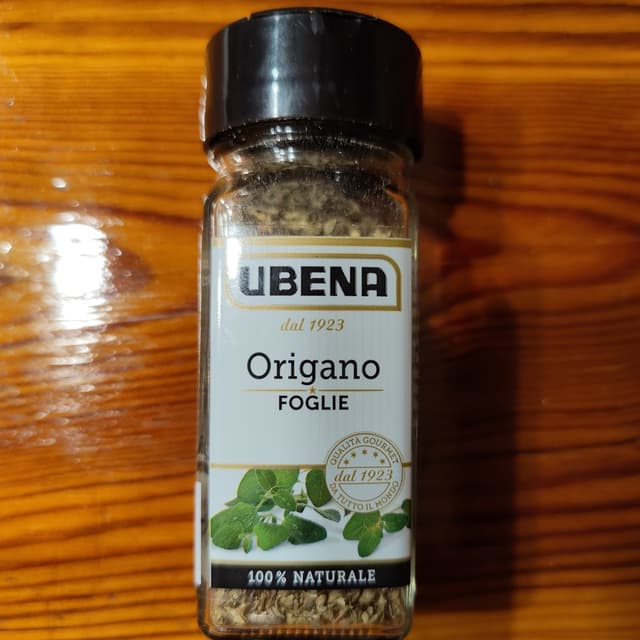 UBENA
dal 1923
Origano
FOGLIE
QUALITÀ GOURMET
dal 1923
DA TUTTO IL MONDO
100% NATURALE